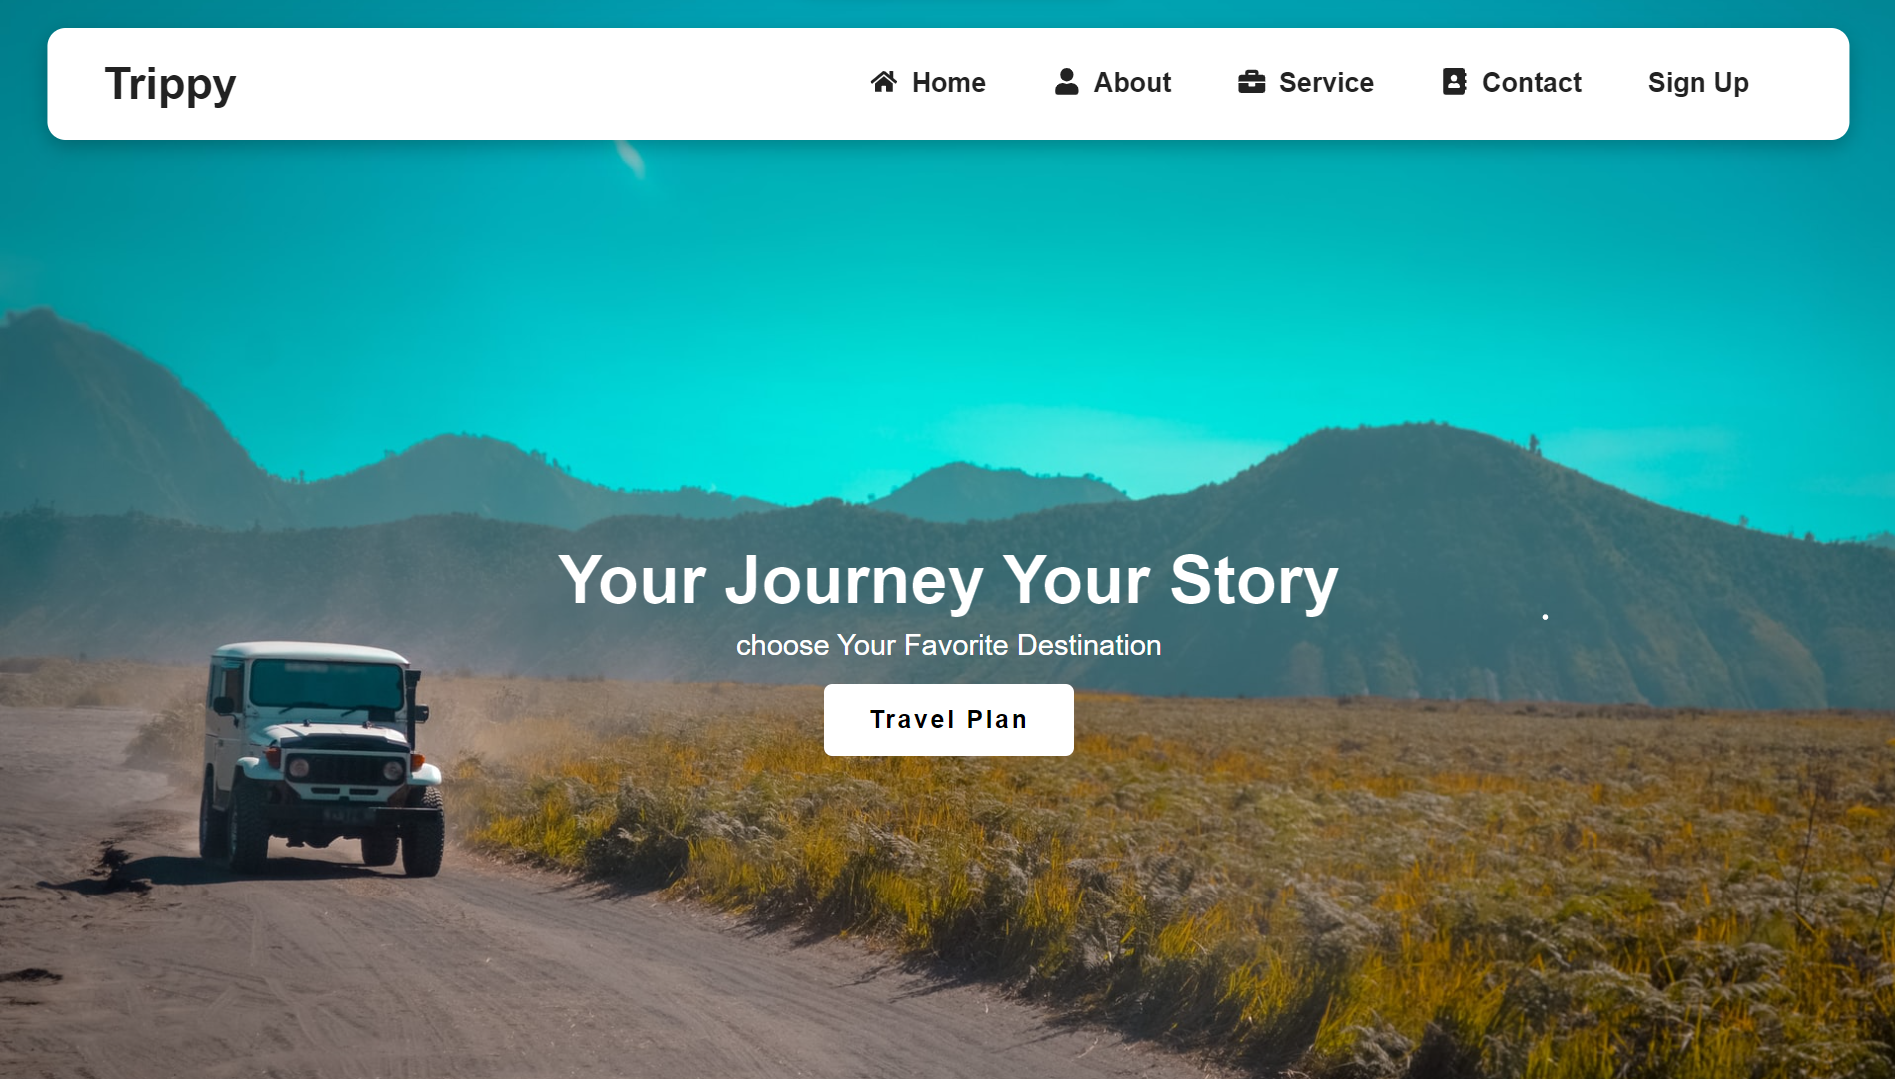 Trippy
Home
About
Service
Contact
Sign Up
Your Journey Your Story
choose Your Favorite Destination
Travel Plan